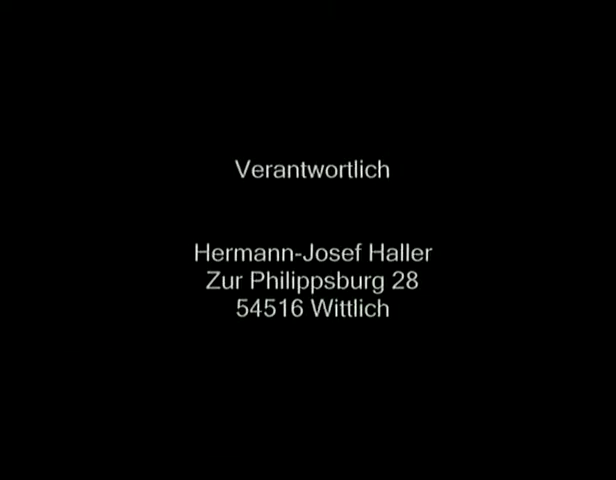 Verantwortlich
Hermann-Josef Haller
Zur Philippsburg 28
54516 Wittlich